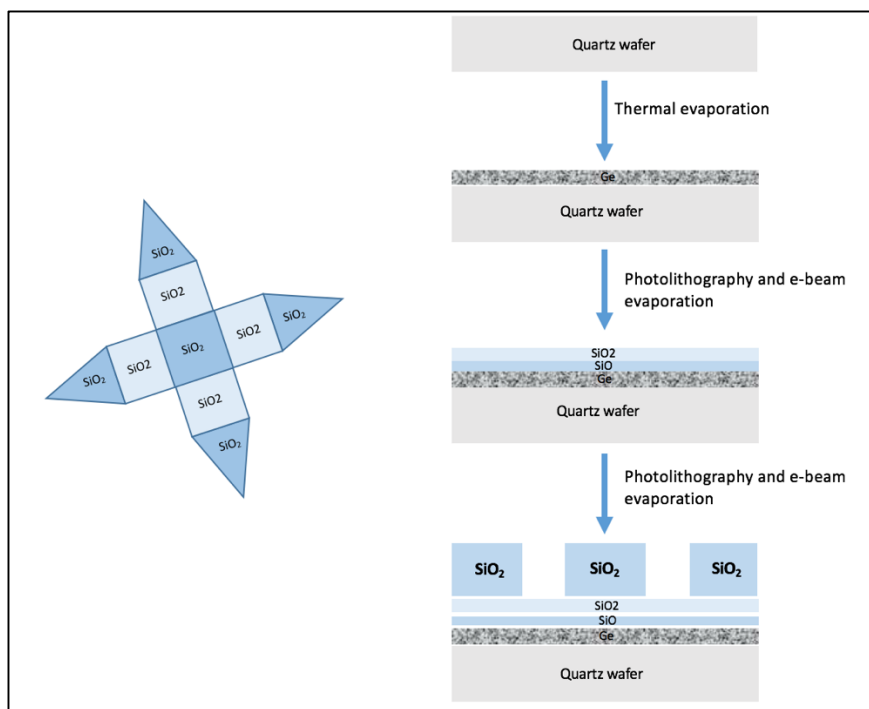 SiO₂
SiO2
SiO₂
SiO2
SiO₂
SiO2
SiO₂
SiO2
SiO₂
Quartz wafer
Thermal evaporation
Ge
Quartz wafer
Photolithography and e-beam
evaporation
SiO2
SiO
Ge
Quartz wafer
Photolithography and e-beam
evaporation
SiO₂ SiO₂ SiO₂
SiO2
SiO
Ge
Quartz wafer